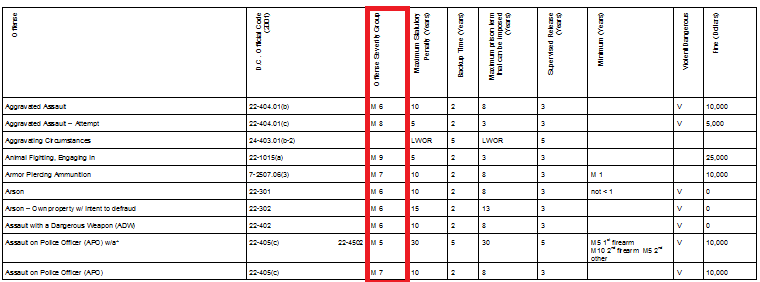 Offense D.C. Official Code (2001) Offense Severity Group Maximum Statutory Penalty (Years) Backup Time (Years) Maximum prison term that can be imposed (Years) Supervised Release (Years) Minimum (Years) Violent/Dangerous Fine (Dollars)
Aggravated Assault 22-404.01(b) M 6 10 2 8 3 V 10,000
Aggravated Assault – Attempt 22-404.01(c) M 8 5 2 3 3 V 5,000
Aggravating Circumstances 24-403.01(b-2) LWOR 5 LWOR 5
Animal Fighting, Engaging In 22-1015(a) M 9 5 2 3 3 25,000
Armor Piercing Ammunition 7-2507.06(3) M 7 10 2 8 3 M 1 10,000
Arson 22-301 M 6 10 2 8 3 not < 1 V 0
Arson – Own property w/ intent to defraud 22-302 M 6 15 2 13 3 V 0
Assault with a Dangerous Weapon (ADW) 22-402 M 6 10 2 8 3 V 0
Assault on Police Officer (APO) w/a* 22-405(c) 22-4502 M 5 30 5 30 5 M5 1st firearm V 10,000
M10 2nd firearm M5 2nd
other
Assault on Police Officer (APO) 22-405(c) M 7 10 2 8 3 V 10,000